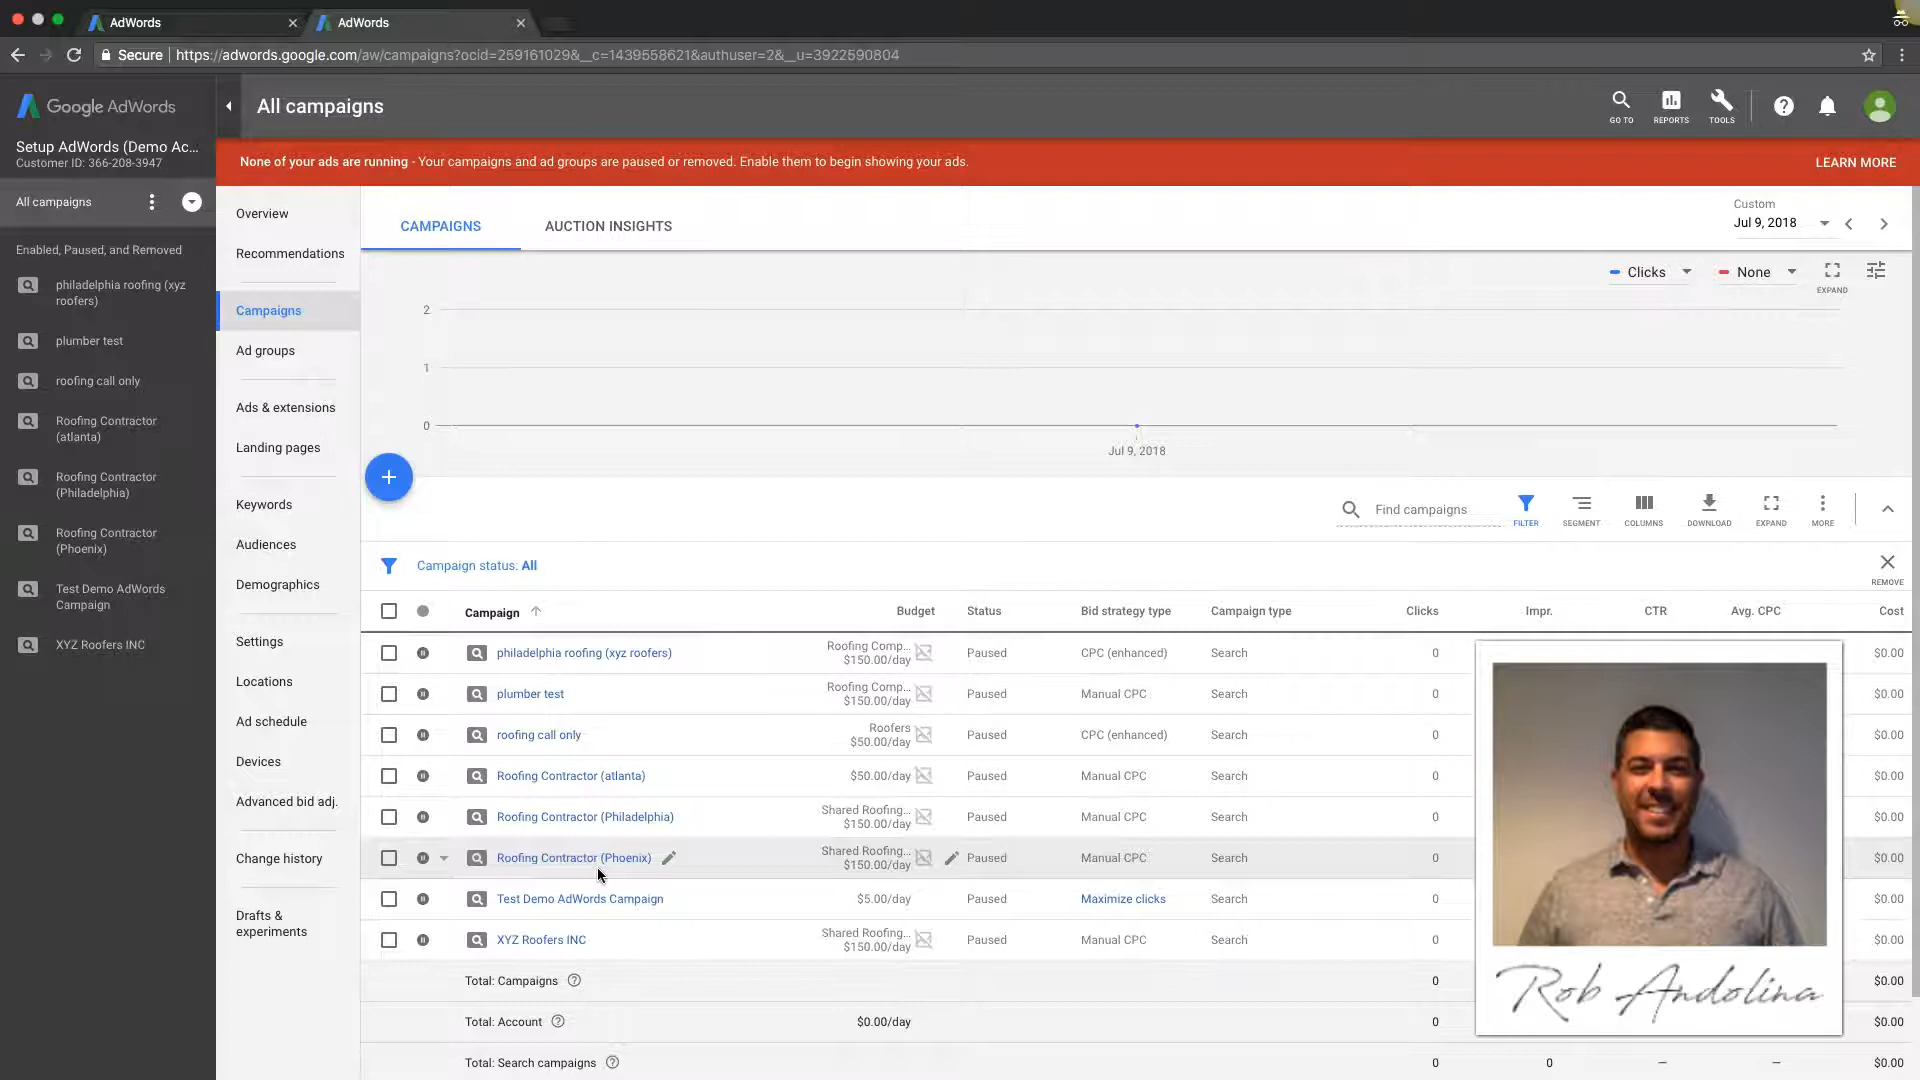 AdWords
AdWords
Secure
https://adwords.google.com/aw/campaigns?ocid=259161029&__c=1439558621&authuser=2&__u=3922590804
Google AdWords
All campaigns
GO TO
REPORTS
TOOLS
Setup AdWords (Demo Ac...
Customer ID: 366-208-3947
None of your ads are running - Your campaigns and ad groups are paused or removed. Enable them to begin showing your ads.
LEARN MORE
All campaigns
Enabled, Paused, and Removed
philadelphia roofing (xyz
roofers)
plumber test
roofing call only
Roofing Contractor
(atlanta)
Roofing Contractor
(Philadelphia)
Roofing Contractor
(Phoenix)
Test Demo AdWords
Campaign
XYZ Roofers INC
Overview
Recommendations
Campaigns
Ad groups
Ads & extensions
Landing pages
Keywords
Audiences
Demographics
Settings
Locations
Ad schedule
Devices
Advanced bid adj.
Change history
Drafts &
experiments
CAMPAIGNS
AUCTION INSIGHTS
Custom
Jul 9, 2018
Clicks
None
EXPAND
2
1
0
Jul 9, 2018
Find campaigns
FILTER
SEGMENT
COLUMNS
DOWNLOAD
EXPAND
MORE
Campaign status: All
REMOVE
Campaign Budget Status Bid strategy type Campaign type Clicks Impr. CTR Avg. CPC Cost
philadelphia roofing (xyz roofers) Roofing Comp... $150.00/day Paused CPC (enhanced) Search 0 $0.00
plumber test Roofing Comp... $150.00/day Paused Manual CPC Search 0 $0.00
roofing call only Roofers $50.00/day Paused CPC (enhanced) Search 0 $0.00
Roofing Contractor (atlanta) $50.00/day Paused Manual CPC Search 0 $0.00
Roofing Contractor (Philadelphia) Shared Roofing... $150.00/day Paused Manual CPC Search 0 $0.00
Roofing Contractor (Phoenix) Shared Roofing... $150.00/day Paused Manual CPC Search 0 $0.00
Test Demo AdWords Campaign $5.00/day Paused Maximize clicks Search 0 $0.00
XYZ Roofers INC Shared Roofing... $150.00/day Paused Manual CPC Search 0 $0.00
Total: Campaigns 0 $0.00
Total: Account $0.00/day 0 $0.00
Total: Search campaigns 0 0 – – $0.00
Rob Andolina